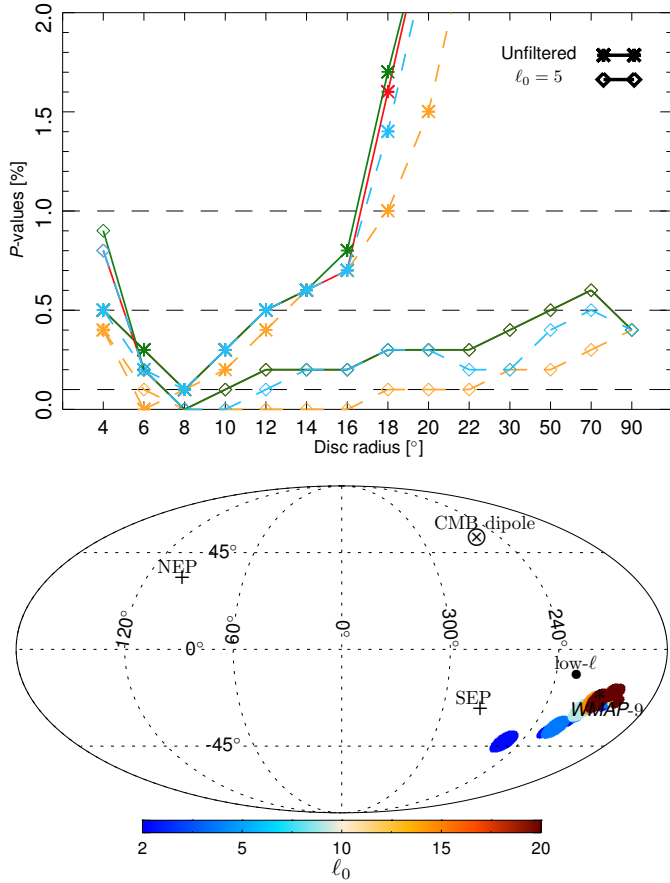 2.0
Unfiltered
ℓ₀ = 5
1.5
P-values [%]
1.0
0.5
0.0
4 6 8 10 12 14 16 18 20 22 30 50 70 90
Disc radius [°]
CMB dipole
45°
NEP
120° 60° 0° 300° 240°
0°
low-ℓ
SEP
WMAP-9
-45°
2 5 10 15 20
ℓ₀